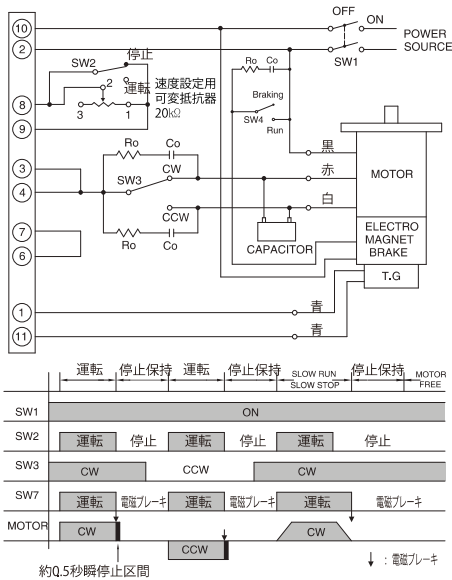 OFF
ON
10
POWER
SOURCE
2
SW1
停止
SW2
Ro Co
運転
速度設定用
可変抵抗器
20kΩ
Braking
SW4
Run
8
2
3 1
9
黒
Ro Co
3
CW
赤
MOTOR
SW3
4
白
CCW
7
ELECTRO
MAGNET
BRAKE
CAPACITOR
6
Ro Co
T.G
1
青
11
青
運転 停止保持 運転 停止保持 SLOW RUN SLOW STOP 停止保持 MOTOR FREE
SW1 ON
SW2 運転 停止 運転 停止 運転 停止
SW3 CW CCW CW
SW7 運転 電磁ブレーキ 運転 電磁ブレーキ 運転 電磁ブレーキ
MOTOR CW CW
CCW
↓ : 電磁ブレーキ
約0.5秒瞬停止区間